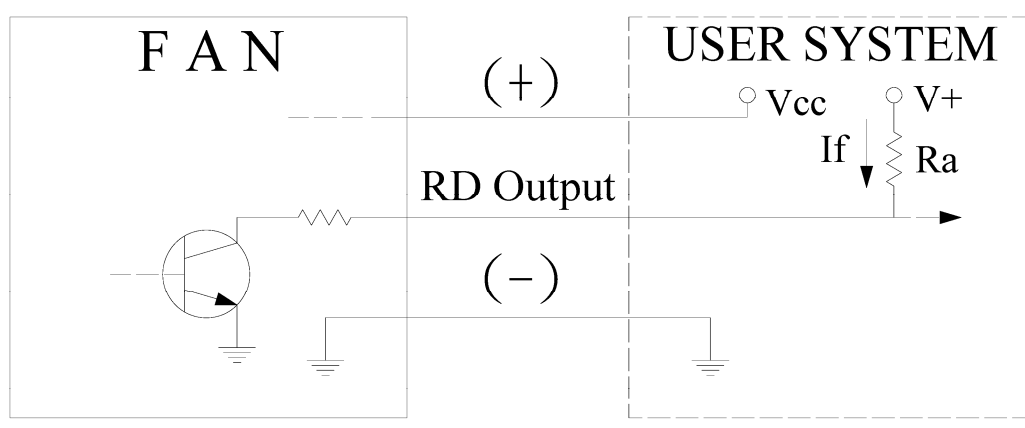 F A N
USER SYSTEM
(+)
Vcc
V+
If
Ra
RD Output
(-)